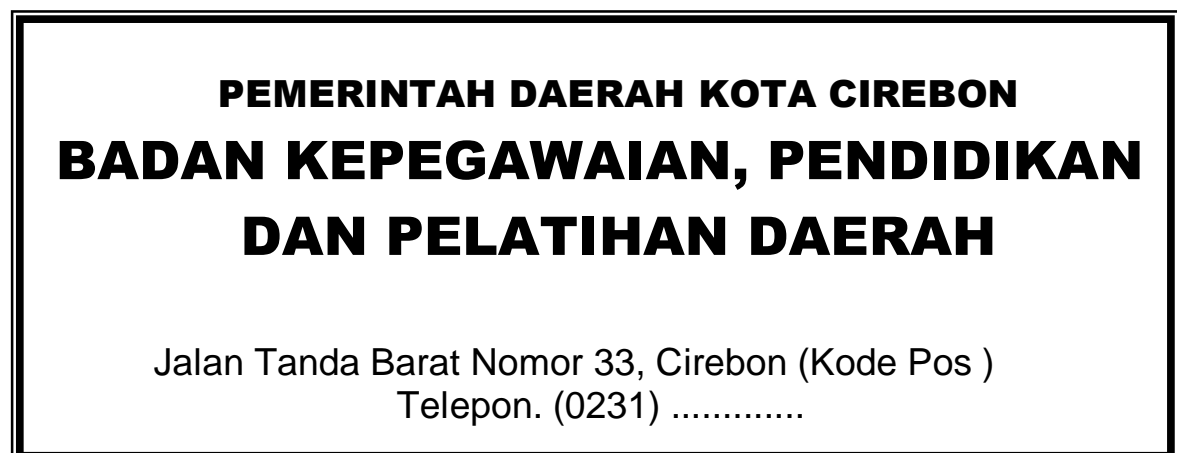 PEMERINTAH DAERAH KOTA CIREBON
BADAN KEPEGAWAIAN, PENDIDIKAN
DAN PELATIHAN DAERAH
Jalan Tanda Barat Nomor 33, Cirebon (Kode Pos )
Telepon. (0231) .............